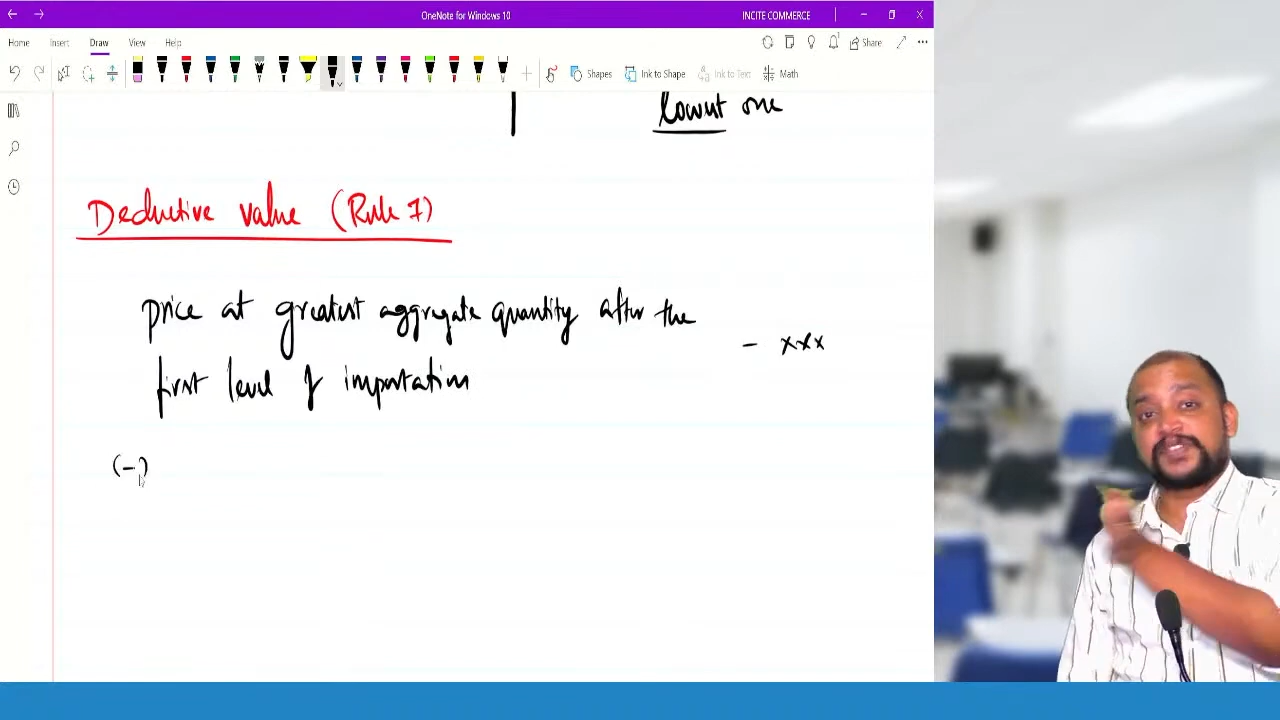 OneNote for Windows 10
INCITE COMMERCE
Home Insert Draw View Help
Share
Shapes Ink to Shape Ink to Text Math
lowest one
Deductive value (Rule 7)
price at greatest aggregate quantity after the
- xxx
first level of importation
(-)